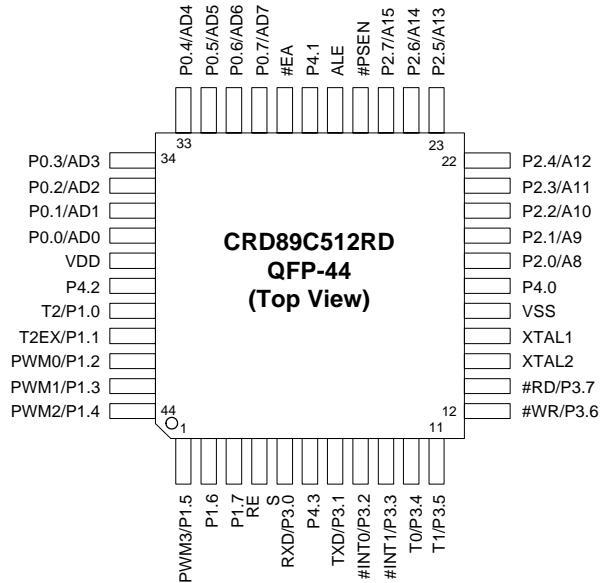 P0.4/AD4
P0.5/AD5
P0.6/AD6
P0.7/AD7
#EA
P4.1
ALE
#PSEN
P2.7/A15
P2.6/A14
P2.5/A13
33
23
34
22
P0.3/AD3
P0.2/AD2
P0.1/AD1
P0.0/AD0
VDD
P4.2
T2/P1.0
T2EX/P1.1
PWM0/P1.2
PWM1/P1.3
PWM2/P1.4
CRD89C512RD
QFP-44
(Top View)
P2.4/A12
P2.3/A11
P2.2/A10
P2.1/A9
P2.0/A8
P4.0
VSS
XTAL1
XTAL2
#RD/P3.7
#WR/P3.6
44
1
12
11
PWM3/P1.5
P1.6
P1.7
RE
S
RXD/P3.0
P4.3
TXD/P3.1
#INT0/P3.2
#INT1/P3.3
T0/P3.4
T1/P3.5